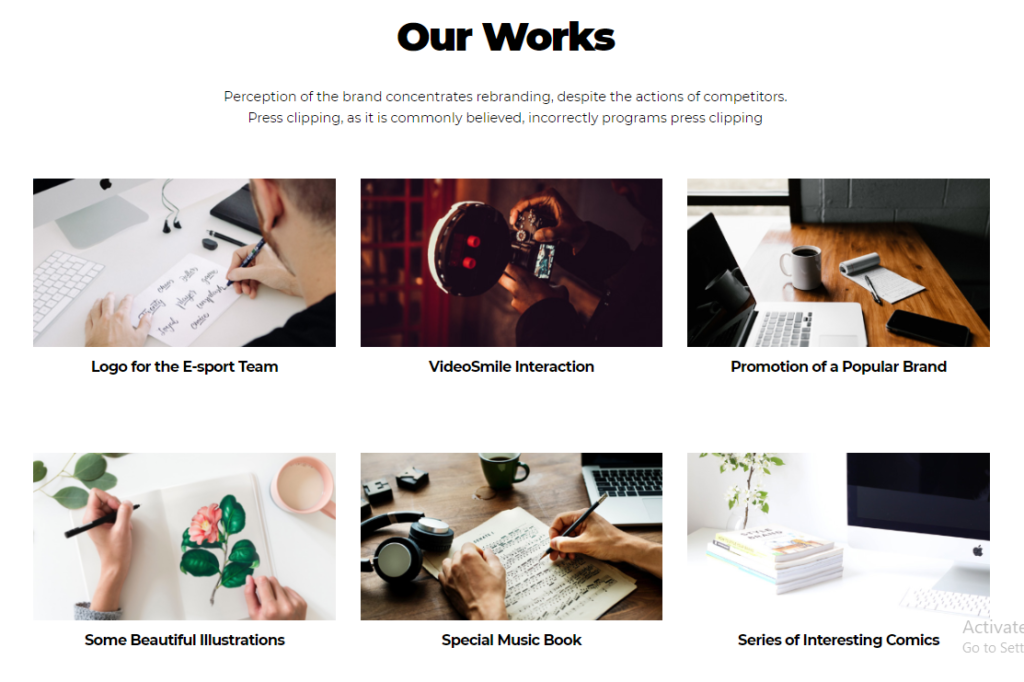 Our Works
Perception of the brand concentrates rebranding, despite the actions of competitors.
Press clipping, as it is commonly believed, incorrectly programs press clipping
Logo for the E-sport Team
VideoSmile Interaction
Promotion of a Popular Brand
Some Beautiful Illustrations
Special Music Book
Series of Interesting Comics
Activate
Go to Sett